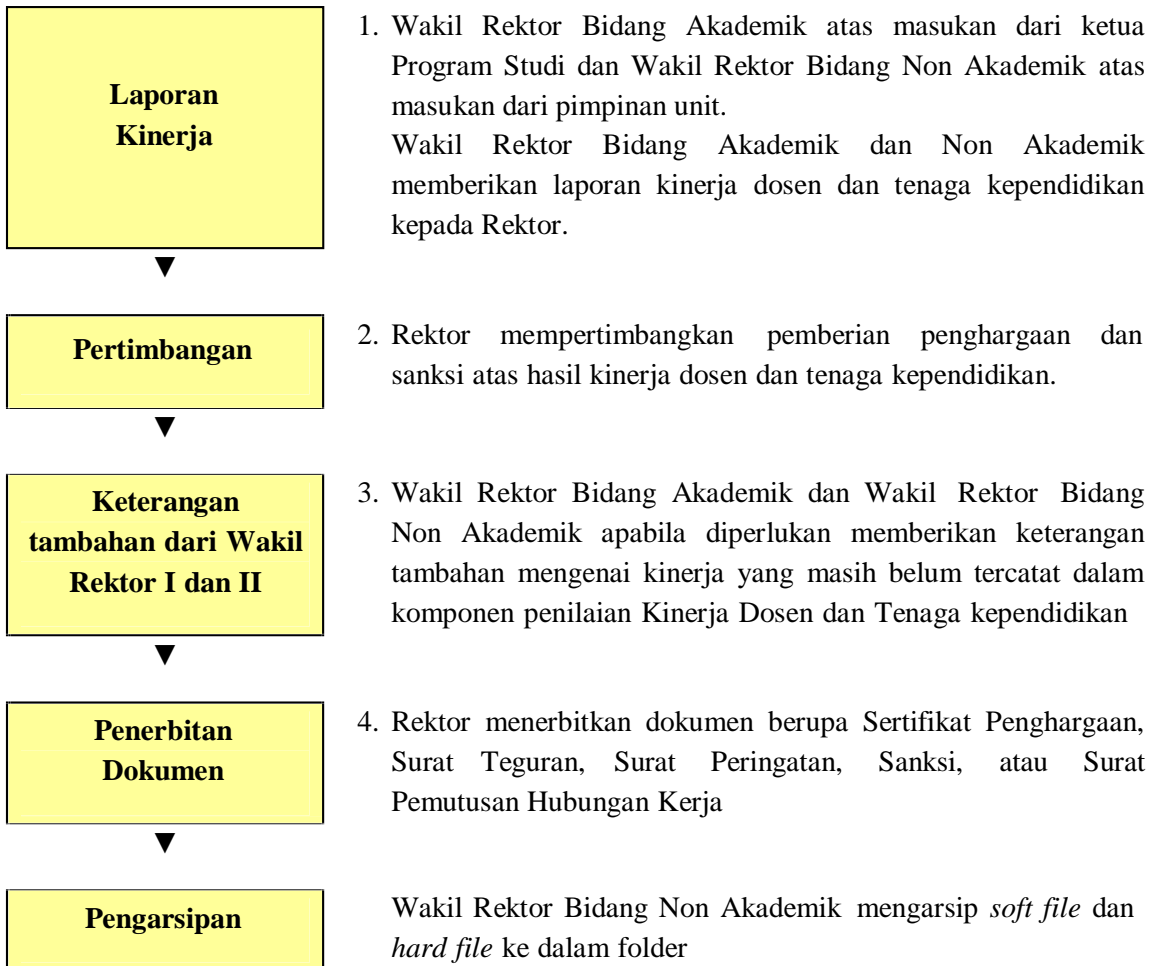 Laporan
Kinerja
1. Wakil Rektor Bidang Akademik atas masukan dari ketua
Program Studi dan Wakil Rektor Bidang Non Akademik atas
masukan dari pimpinan unit.
Wakil Rektor Bidang Akademik dan Non Akademik
memberikan laporan kinerja dosen dan tenaga kependidikan
kepada Rektor.
▼
Pertimbangan
2. Rektor mempertimbangkan pemberian penghargaan dan
sanksi atas hasil kinerja dosen dan tenaga kependidikan.
▼
Keterangan
tambahan dari Wakil
Rektor I dan II
3. Wakil Rektor Bidang Akademik dan Wakil Rektor Bidang
Non Akademik apabila diperlukan memberikan keterangan
tambahan mengenai kinerja yang masih belum tercatat dalam
komponen penilaian Kinerja Dosen dan Tenaga kependidikan
▼
Penerbitan
Dokumen
4. Rektor menerbitkan dokumen berupa Sertifikat Penghargaan,
Surat Teguran, Surat Peringatan, Sanksi, atau Surat
Pemutusan Hubungan Kerja
▼
Pengarsipan
Wakil Rektor Bidang Non Akademik mengarsip soft file dan
hard file ke dalam folder